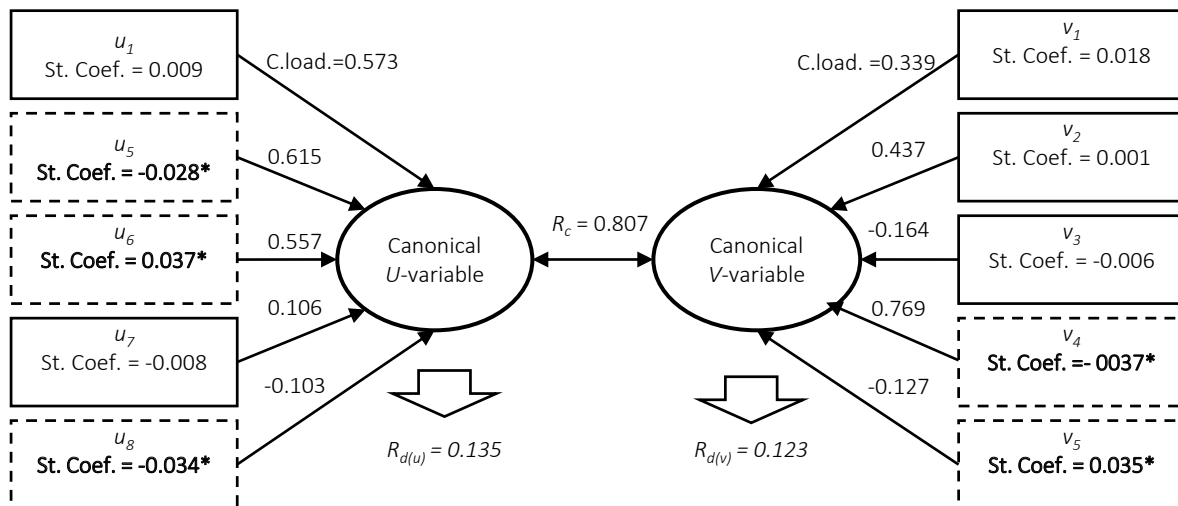 u1
St. Coef. = 0.009
C.load.=0.573
u5
St. Coef. = -0.028*
0.615
u6
St. Coef. = 0.037*
0.557
u7
St. Coef. = -0.008
0.106
u8
St. Coef. = -0.034*
-0.103
Canonical
U-variable
Rd(u) = 0.135
Rc = 0.807
Canonical
V-variable
Rd(v) = 0.123
C.load. =0.339
v1
St. Coef. = 0.018
0.437
v2
St. Coef. = 0.001
-0.164
v3
St. Coef. = -0.006
0.769
v4
St. Coef. =- 0037*
-0.127
v5
St. Coef. = 0.035*